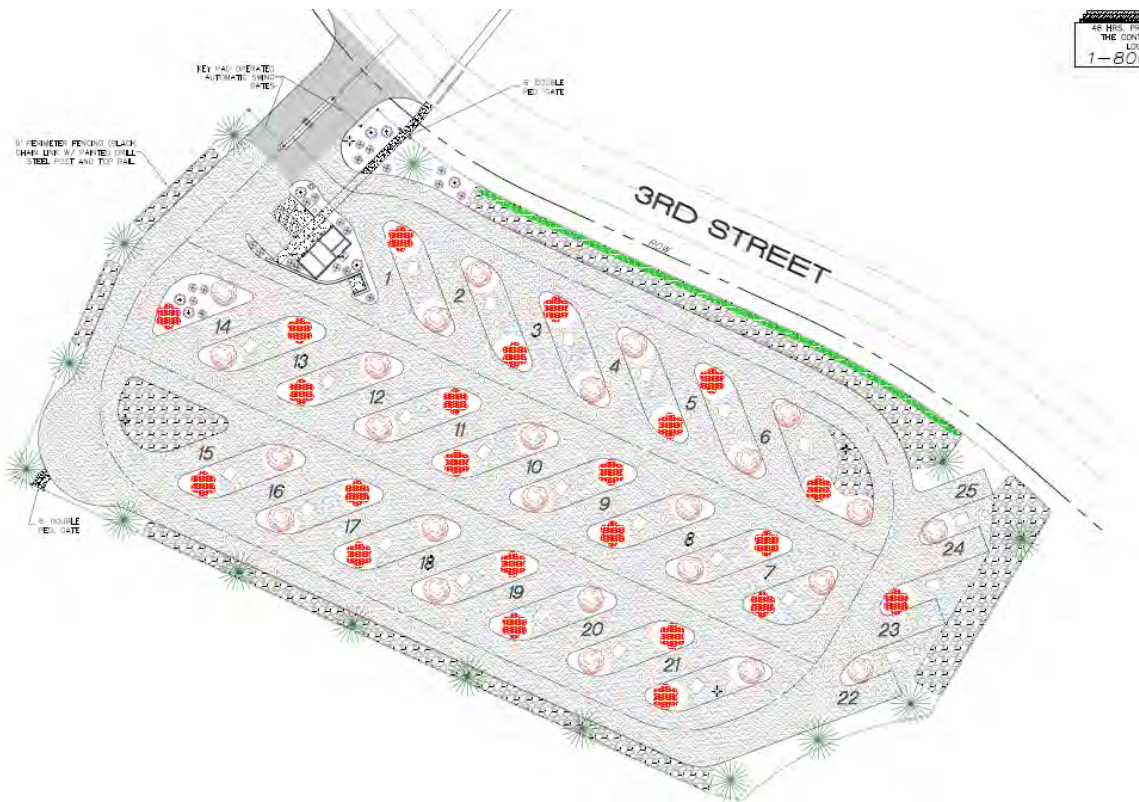 48 HRS. PR
THE CONT
LOC
1-800
KEY PAD OPERATED
AUTOMATIC SWING
GATES
6' DOUBLE
PED. GATE
6' PERIMETER FENCING (BLACK
CHAIN LINK W/ PAINTED DRILL
STEEL POST AND TOP RAIL
3RD STREET
ROW
1
2
3
4
5
6
14
13
12
11
10
9
8
7
15
16
17
18
19
20
21
25
24
23
22
6' DOUBLE
PED. GATE